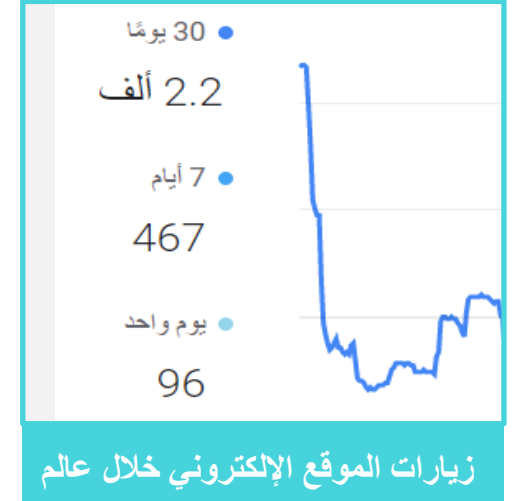 30 يومًا
2.2 ألف
7 أيام
467
يوم واحد
96
زيارات الموقع الإلكتروني خلال عالم